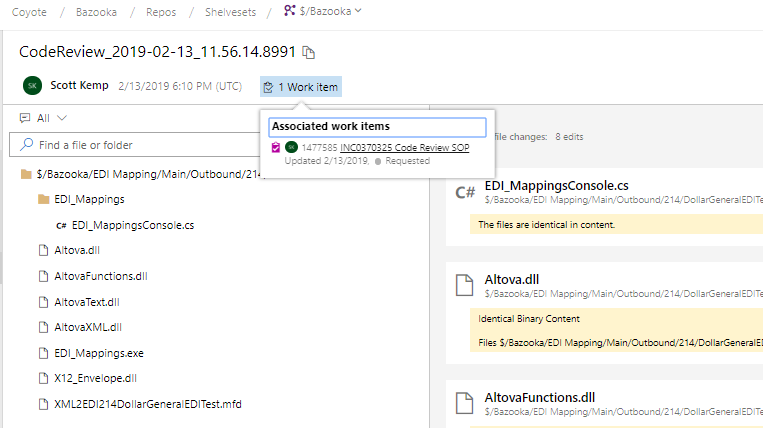 Coyote / Bazooka / Repos / Shelvesets / $/Bazooka
CodeReview_2019-02-13_11.56.14.8991
SK Scott Kemp 2/13/2019 6:10 PM (UTC) 1 Work item
All
Associated work items
SK 1477585 INC0370325 Code Review SOP
Updated 2/13/2019, Requested
file changes: 8 edits
Find a file or folder
$/Bazooka/EDI Mapping/Main/Outbound/214/
EDI_Mappings
C# EDI_MappingsConsole.cs
Altova.dll
AltovaFunctions.dll
AltovaText.dll
AltovaXML.dll
EDI_Mappings.exe
X12_Envelope.dll
XML2EDI214DollarGeneralEDITest.mfd
C# EDI_MappingsConsole.cs
$/Bazooka/EDI Mapping/Main/Outbound/214/DollarGeneralEDITe
The files are identical in content.
Altova.dll
$/Bazooka/EDI Mapping/Main/Outbound/214/DollarGeneralEDITe
Identical Binary Content
Files $/Bazooka/EDI Mapping/Main/Outbound/214/DollarGeneralED
AltovaFunctions.dll
$/Bazooka/EDI Mapping/Main/Outbound/214/DollarGeneralEDITe